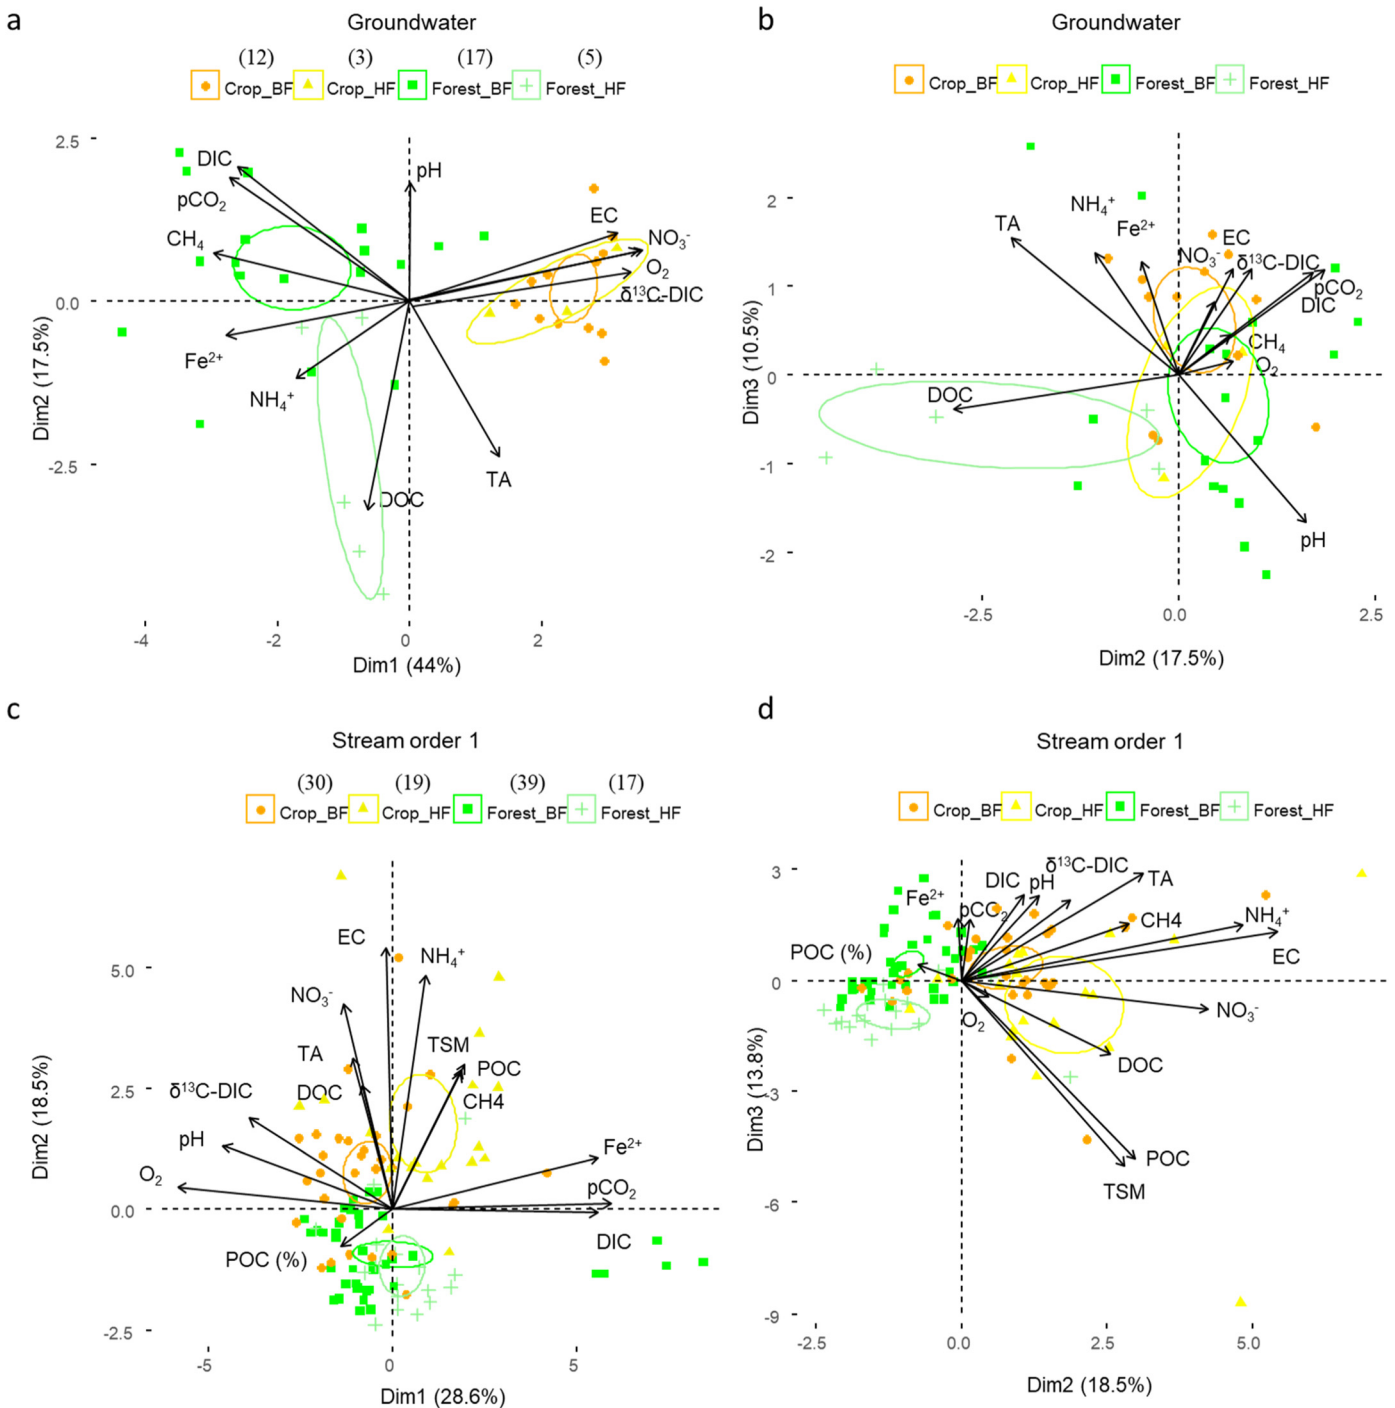 a
Groundwater
(12) (3) (17) (5)
Crop_BF Crop_HF Forest_BF Forest_HF
2.5
0.0
-2.5
Dim2 (17.5%)
DIC
pCO₂
CH₄
pH
EC
NO₃⁻
O₂
δ¹³C-DIC
Fe²⁺
NH₄⁺
DOC
TA
-4 -2 0 2
Dim1 (44%)
b
Groundwater
Crop_BF Crop_HF Forest_BF Forest_HF
2
1
0
-1
-2
Dim3 (10.5%)
TA
NH₄⁺
Fe²⁺
NO₃⁻
EC
δ¹³C-DIC
pCO₂
DIC
CH₄
O₂
DOC
pH
-2.5 0.0 2.5
Dim2 (17.5%)
c
Stream order 1
(30) (19) (39) (17)
Crop_BF Crop_HF Forest_BF Forest_HF
5.0
2.5
0.0
-2.5
Dim2 (18.5%)
EC
NH₄⁺
NO₃⁻
TA
TSM
POC
DOC
CH4
δ¹³C-DIC
pH
O₂
Fe²⁺
pCO₂
DIC
POC (%)
-5 0 5
Dim1 (28.6%)
d
Stream order 1
Crop_BF Crop_HF Forest_BF Forest_HF
3
0
-3
-6
-9
Dim3 (13.8%)
δ¹³C-DIC
DIC
pH
TA
Fe²⁺
pCO₂
CH4
NH₄⁺
EC
POC (%)
O₂
NO₃⁻
DOC
POC
TSM
-2.5 0.0 2.5 5.0
Dim2 (18.5%)